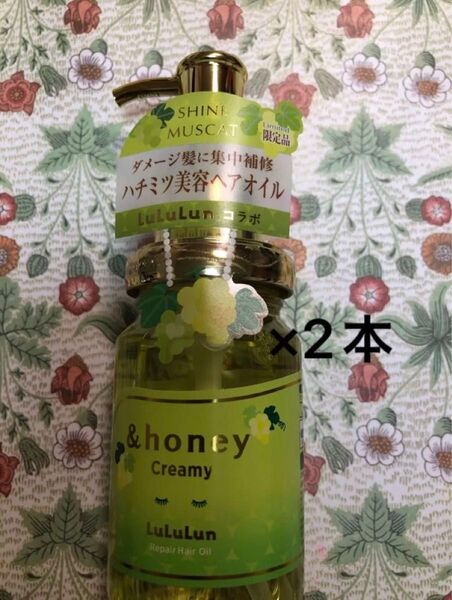 SHINE
MUSCAT
Limited
限定品
ダメージ髪に集中補修
ハチミツ美容ヘアオイル
LuLuLun コラボ
×2本
&honey
Creamy
LuLuLun
Repair Hair Oil